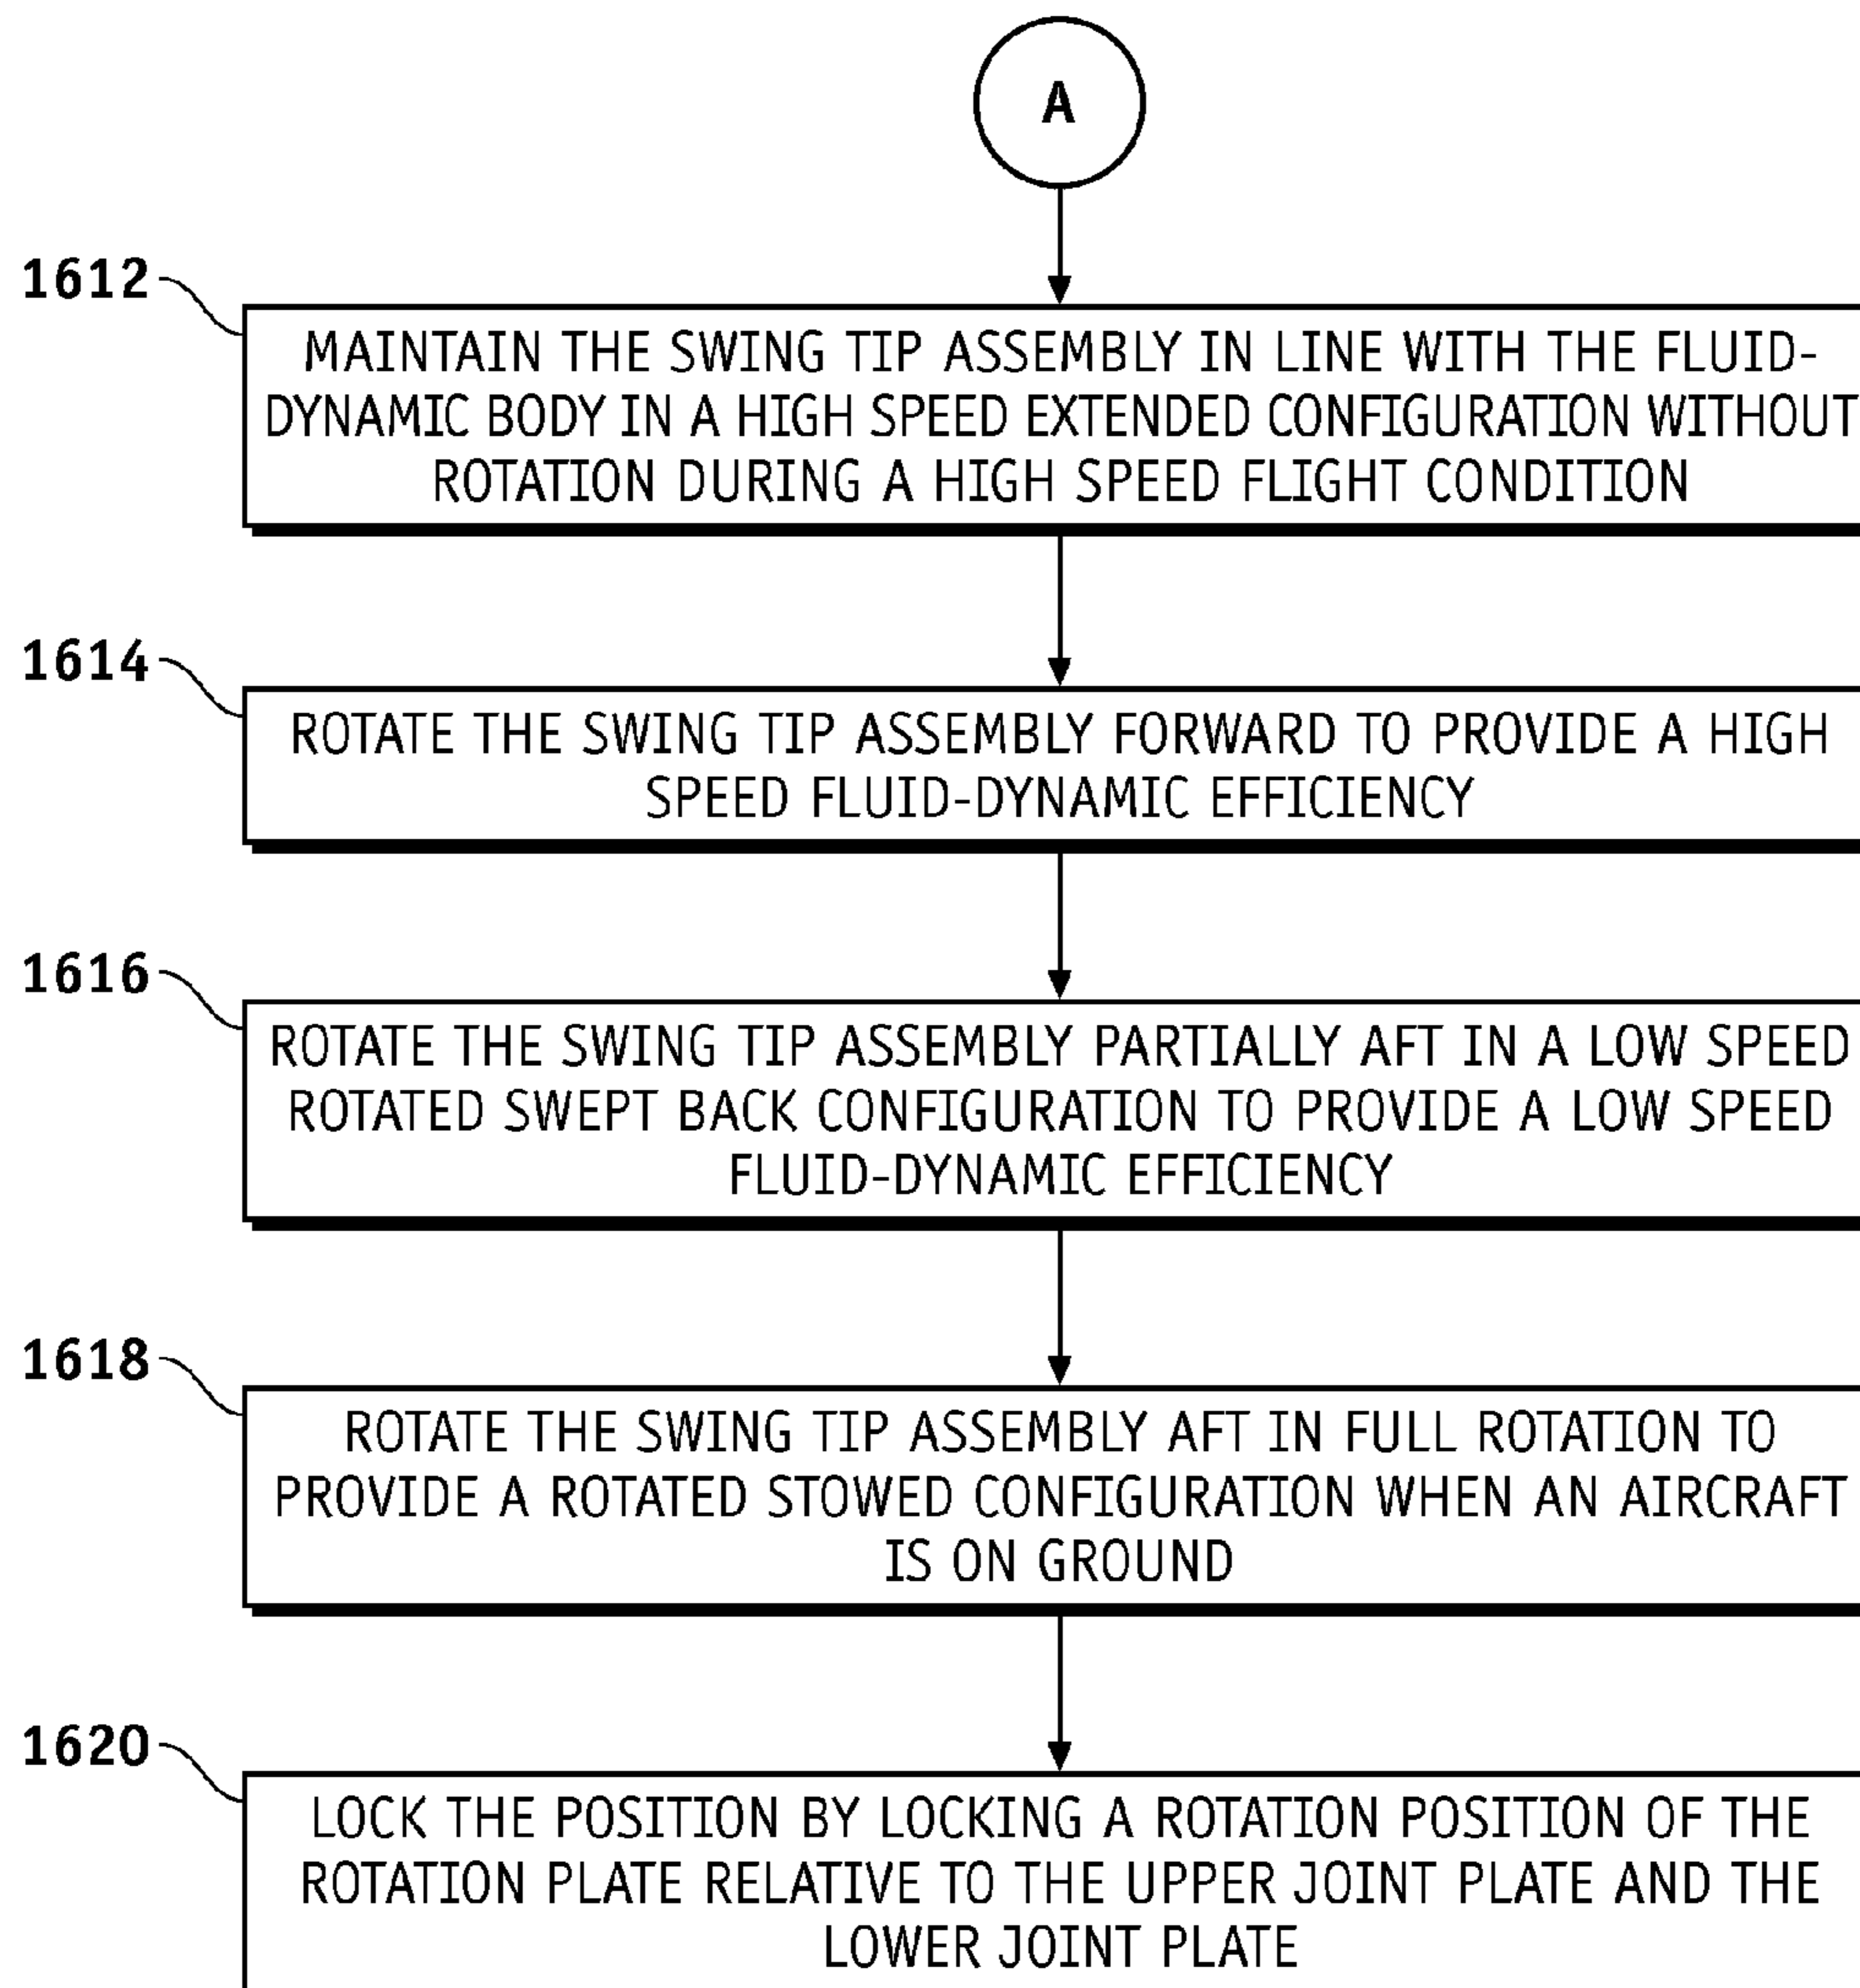 A
1612
MAINTAIN THE SWING TIP ASSEMBLY IN LINE WITH THE FLUID-
DYNAMIC BODY IN A HIGH SPEED EXTENDED CONFIGURATION WITHOUT
ROTATION DURING A HIGH SPEED FLIGHT CONDITION
1614
ROTATE THE SWING TIP ASSEMBLY FORWARD TO PROVIDE A HIGH
SPEED FLUID-DYNAMIC EFFICIENCY
1616
ROTATE THE SWING TIP ASSEMBLY PARTIALLY AFT IN A LOW SPEED
ROTATED SWEPT BACK CONFIGURATION TO PROVIDE A LOW SPEED
FLUID-DYNAMIC EFFICIENCY
1618
ROTATE THE SWING TIP ASSEMBLY AFT IN FULL ROTATION TO
PROVIDE A ROTATED STOWED CONFIGURATION WHEN AN AIRCRAFT
IS ON GROUND
1620
LOCK THE POSITION BY LOCKING A ROTATION POSITION OF THE
ROTATION PLATE RELATIVE TO THE UPPER JOINT PLATE AND THE
LOWER JOINT PLATE